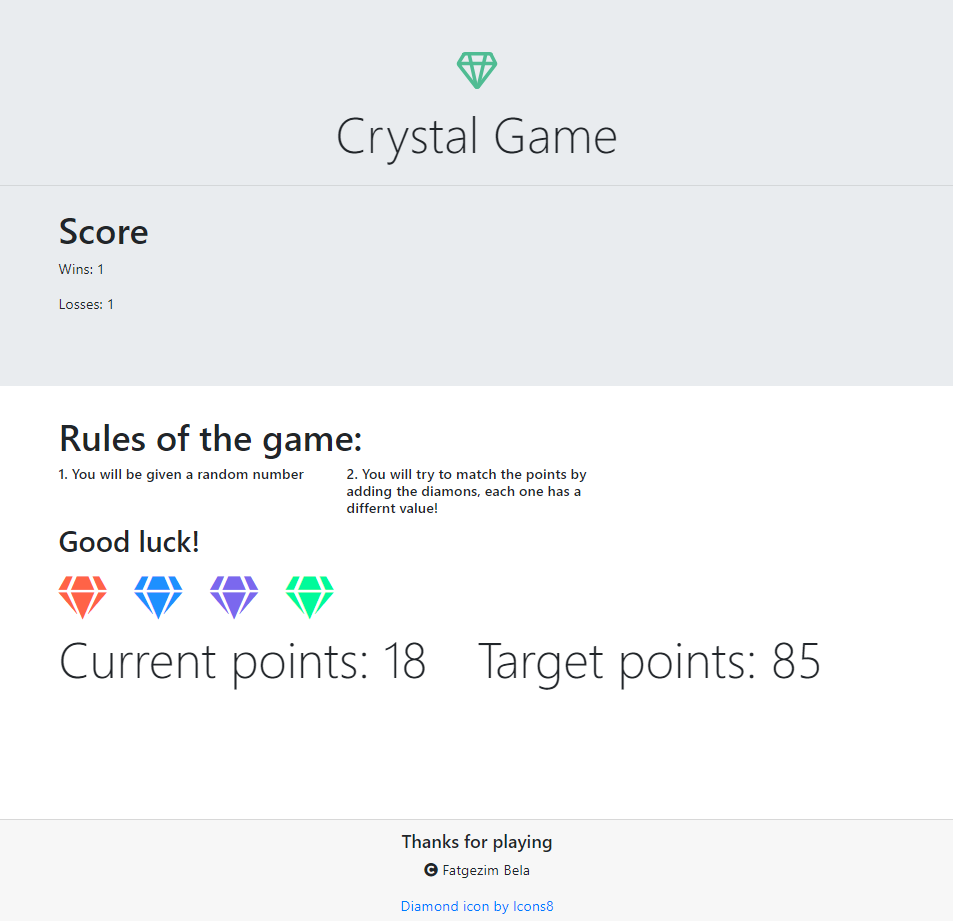 Crystal Game
Score
Wins: 1
Losses: 1
Rules of the game:
1. You will be given a random number
2. You will try to match the points by
adding the diamons, each one has a
differnt value!
Good luck!
Current points: 18
Target points: 85
Thanks for playing
Fatgezim Bela
Diamond icon by Icons8